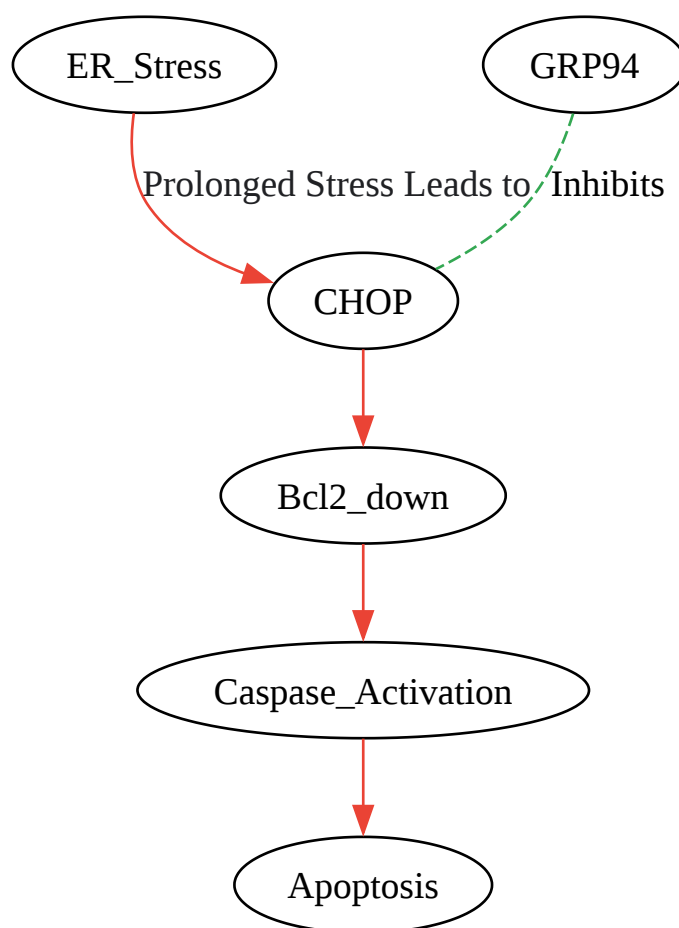 ER_Stress
GRP94
Prolonged Stress Leads to
Inhibits
CHOP
Bcl2_down
Caspase_Activation
Apoptosis